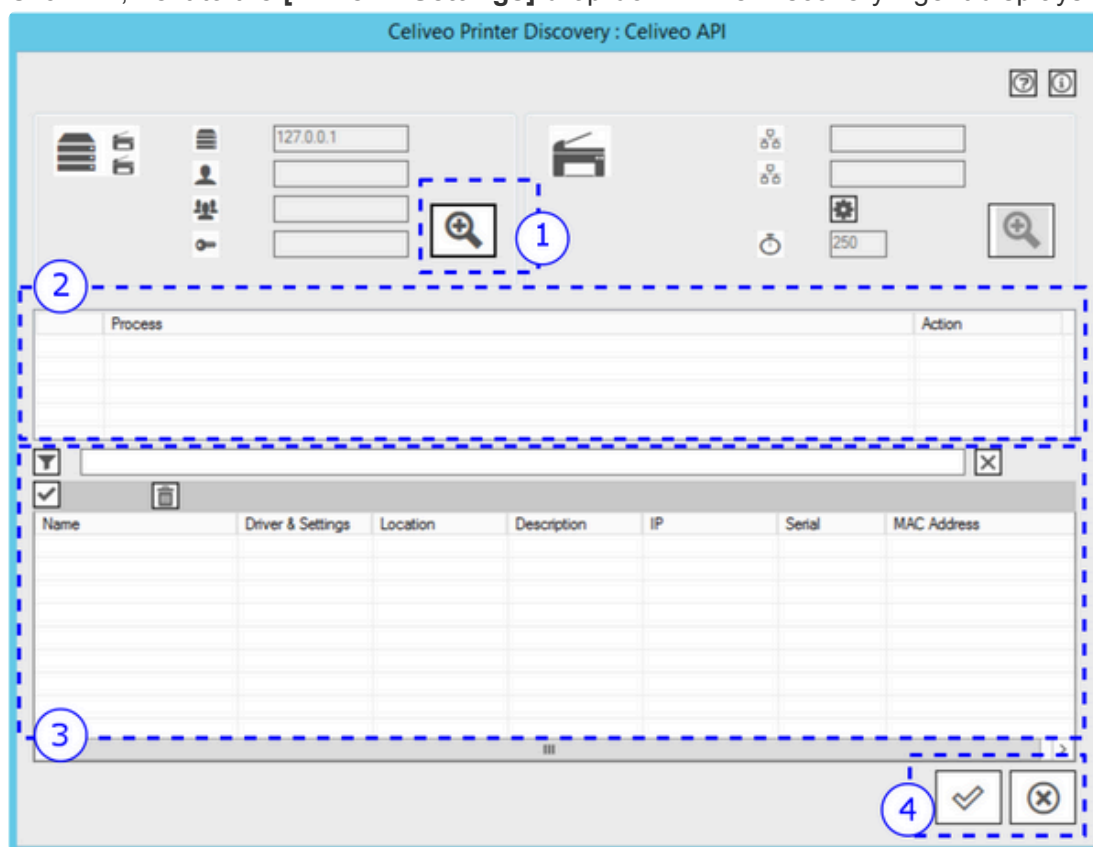 Celiveo Printer Discovery : Celiveo API
127.0.0.1
1
250
2
Process Action
Name Driver & Settings Location Description IP Serial MAC Address
3
4